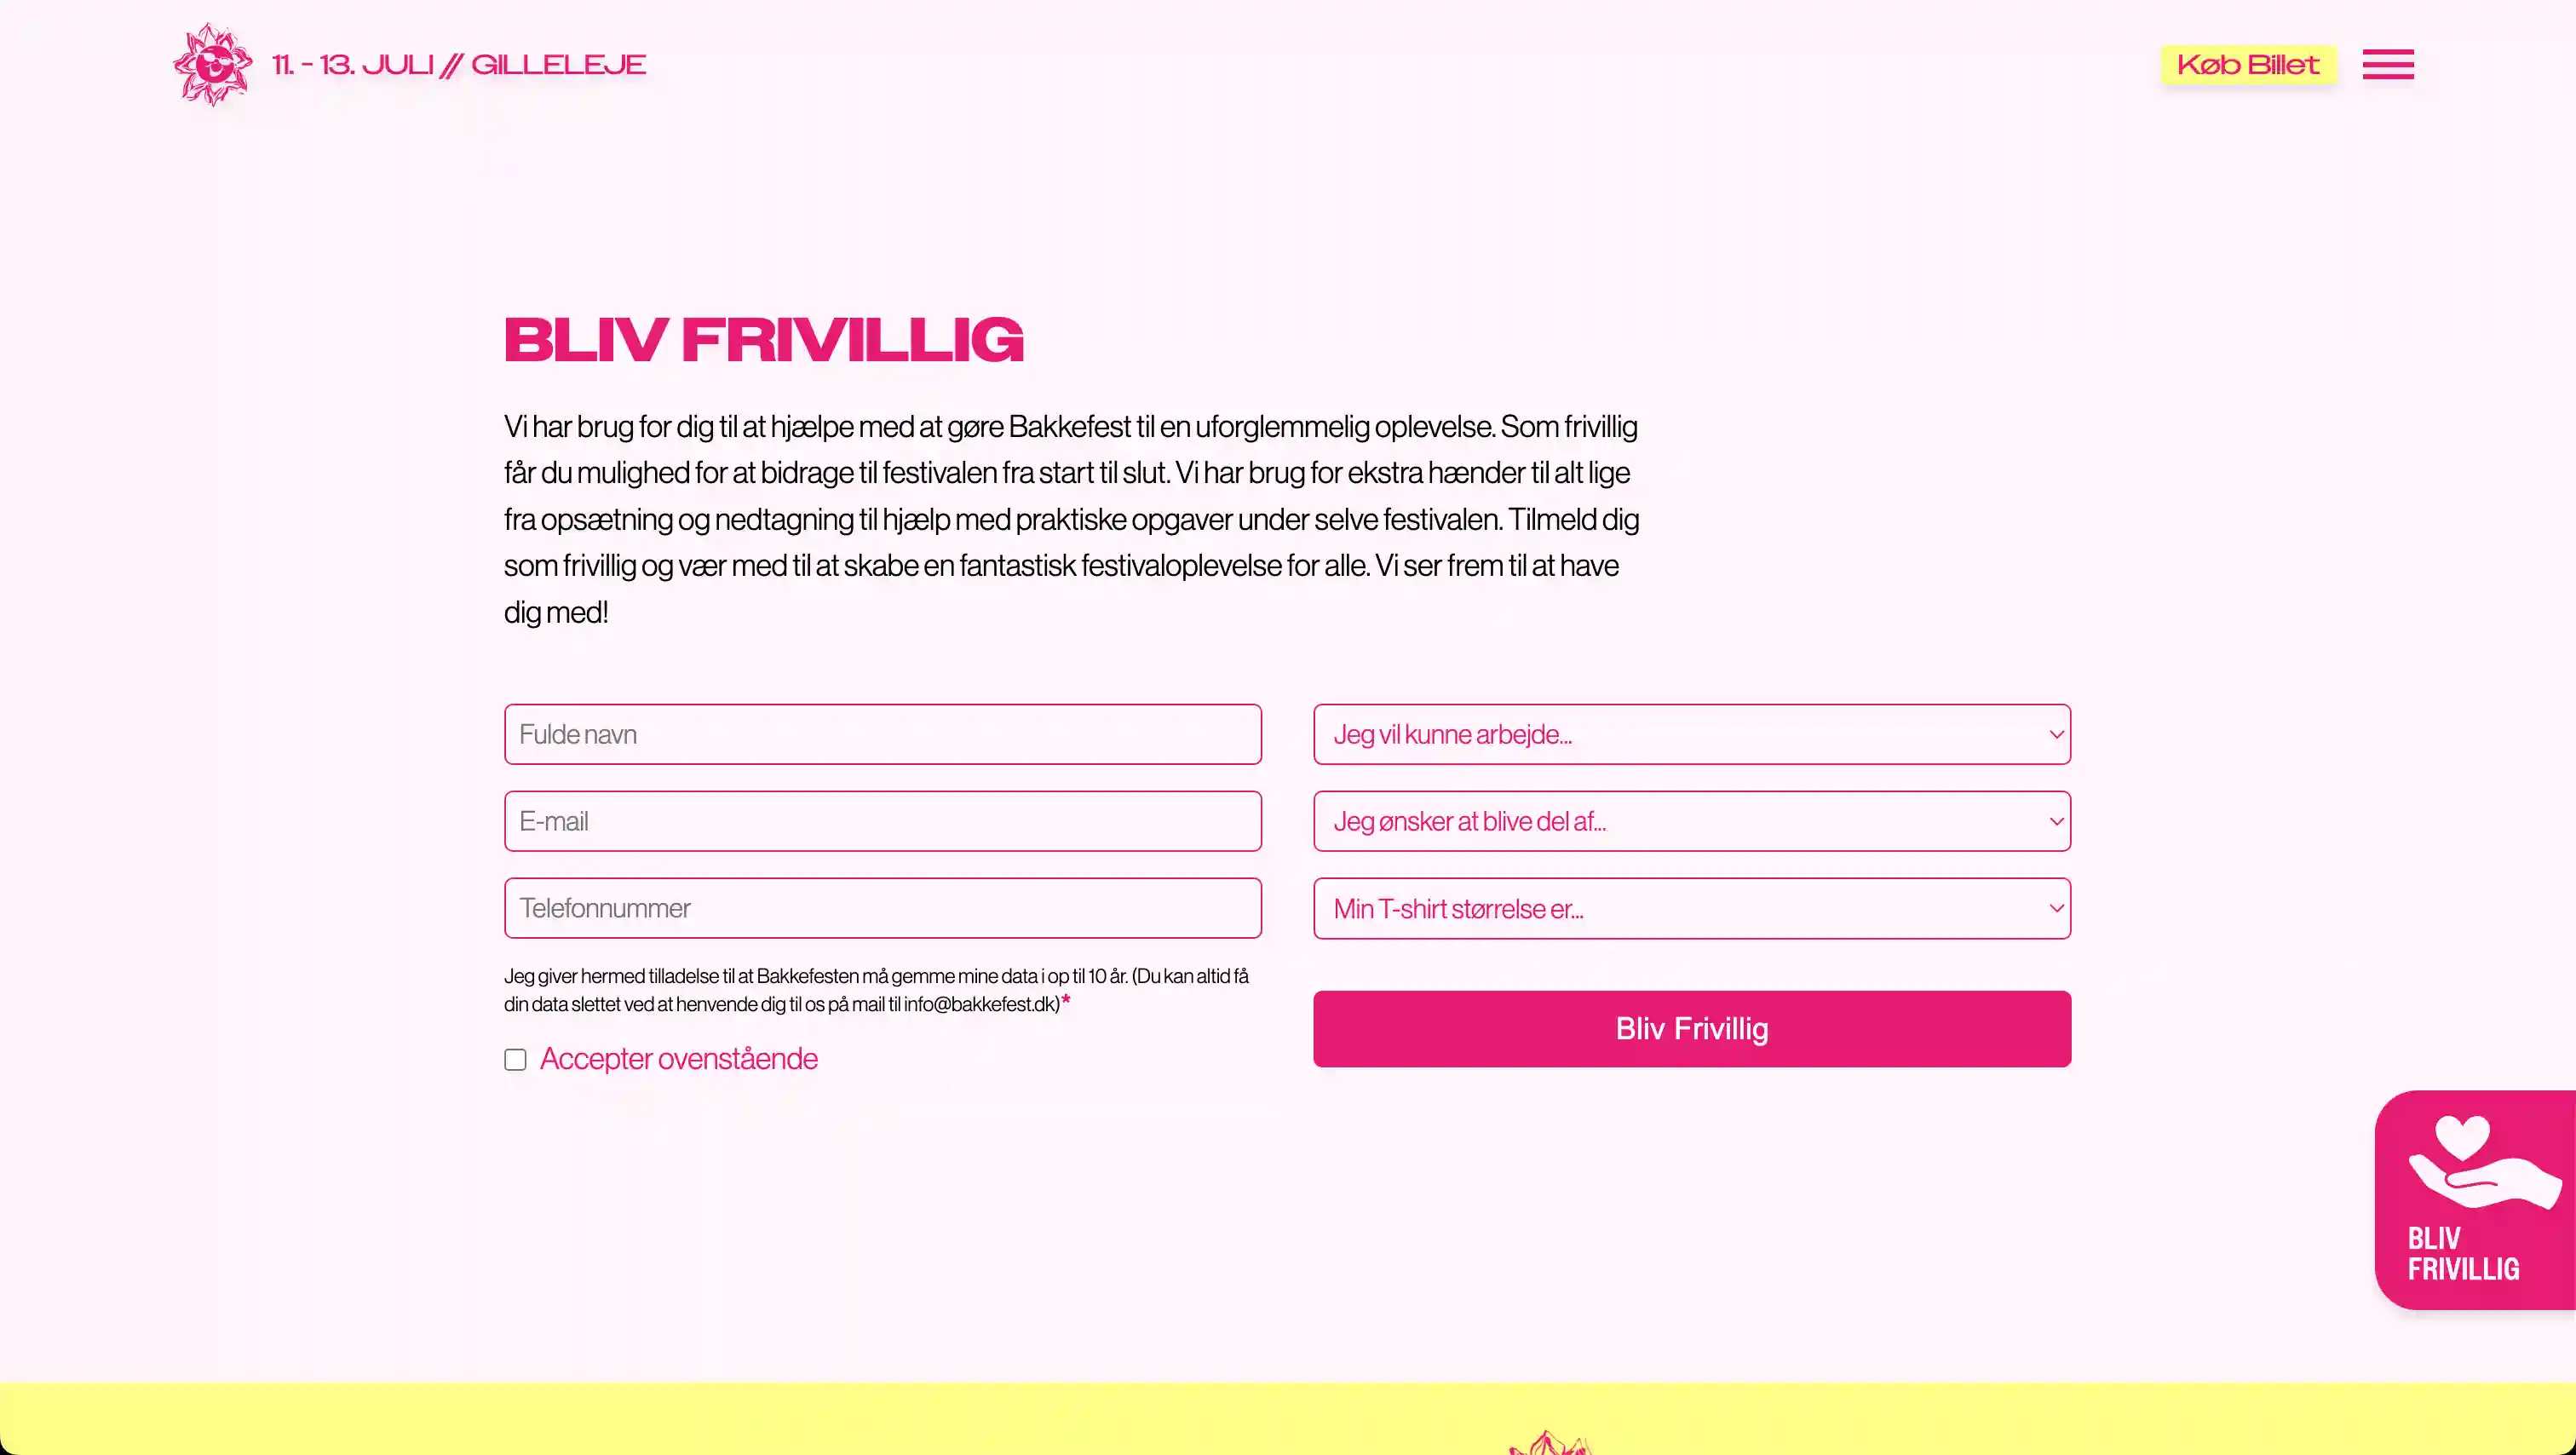 11. - 13. JULI // GILLELEJE
Køb Billet
BLIV FRIVILLIG
Vi har brug for dig til at hjælpe med at gøre Bakkefest til en uforglemmelig oplevelse. Som frivillig
får du mulighed for at bidrage til festivalen fra start til slut. Vi har brug for ekstra hænder til alt lige
fra opsætning og nedtagning til hjælp med praktiske opgaver under selve festivalen. Tilmeld dig
som frivillig og vær med til at skabe en fantastisk festivaloplevelse for alle. Vi ser frem til at have
dig med!
Fulde navn
E-mail
Telefonnummer
Jeg giver hermed tilladelse til at Bakkefesten må gemme mine data i op til 10 år. (Du kan altid få
din data slettet ved at henvende dig til os på mail til info@bakkefest.dk)*
Accepter ovenstående
Jeg vil kunne arbejde...
Jeg ønsker at blive del af...
Min T-shirt størrelse er...
Bliv Frivillig
BLIV
FRIVILLIG